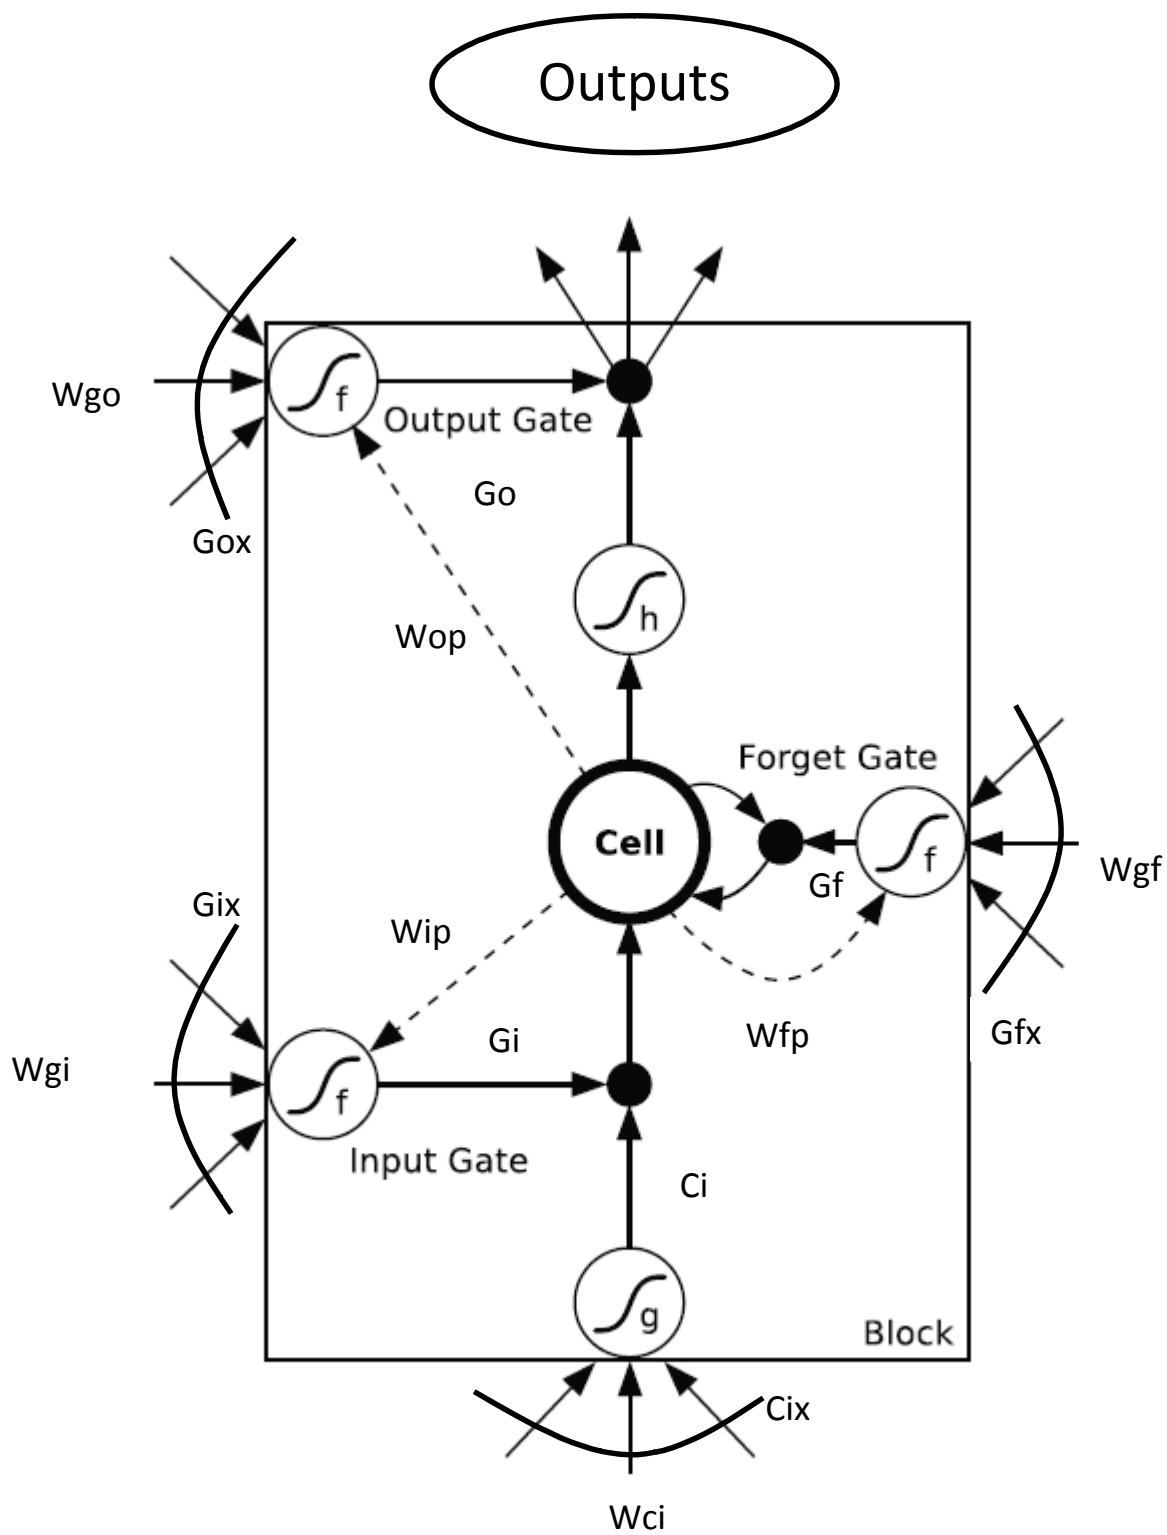 Outputs
Wgo
f
Output Gate
Go
Gox
h
Wop
Forget Gate
Cell
f
Gf
Wgf
Gix
Wip
Wfp
Gfx
Gi
Wgi
f
Input Gate
Ci
g
Block
Cix
Wci